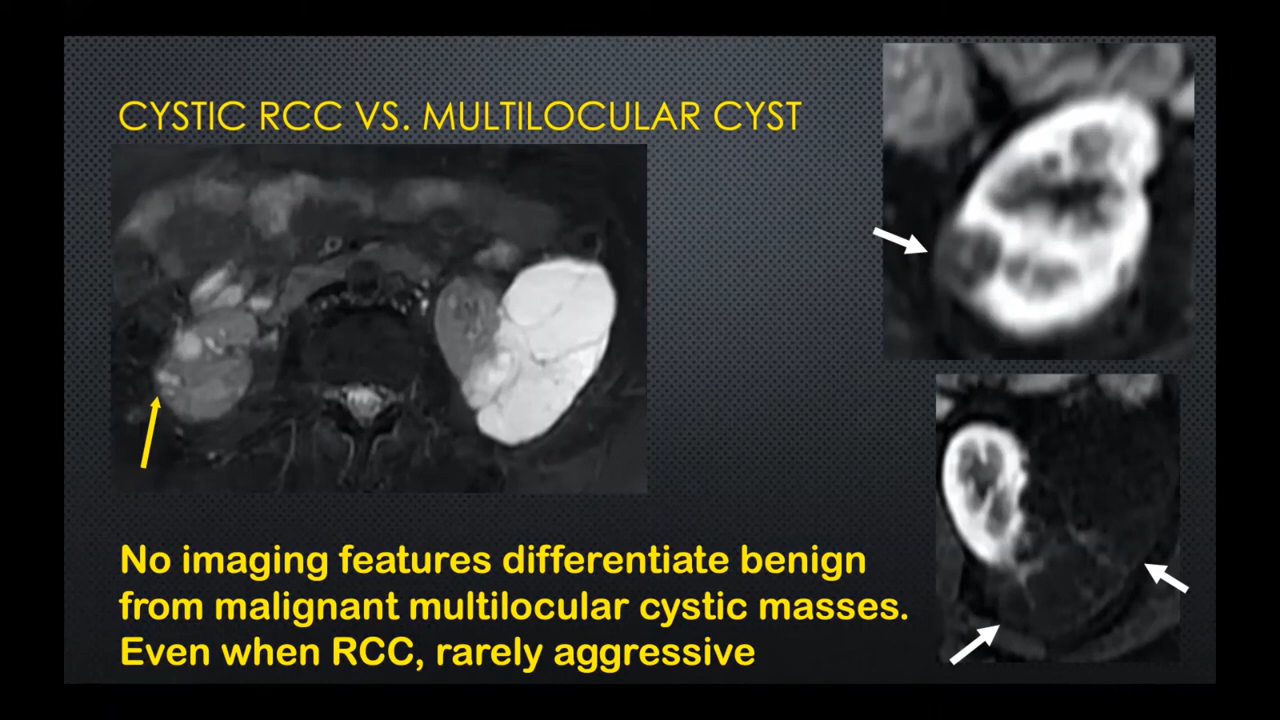 CYSTIC RCC VS. MULTILOCULAR CYST
No imaging features differentiate benign
from malignant multilocular cystic masses.
Even when RCC, rarely aggressive